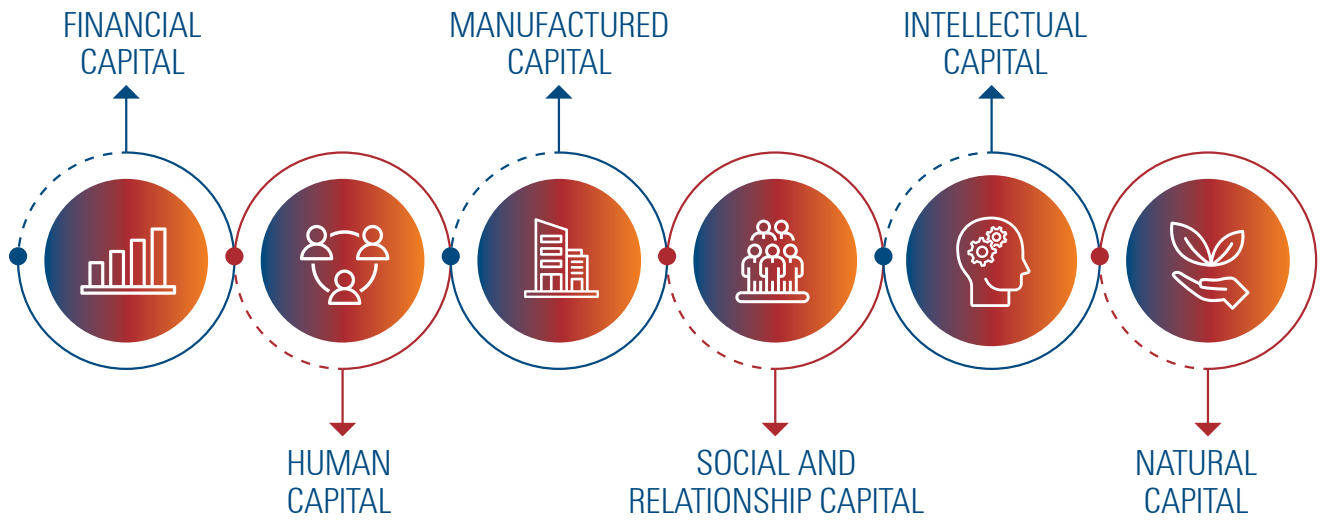 FINANCIAL
CAPITAL
MANUFACTURED
CAPITAL
INTELLECTUAL
CAPITAL
HUMAN
CAPITAL
SOCIAL AND
RELATIONSHIP CAPITAL
NATURAL
CAPITAL